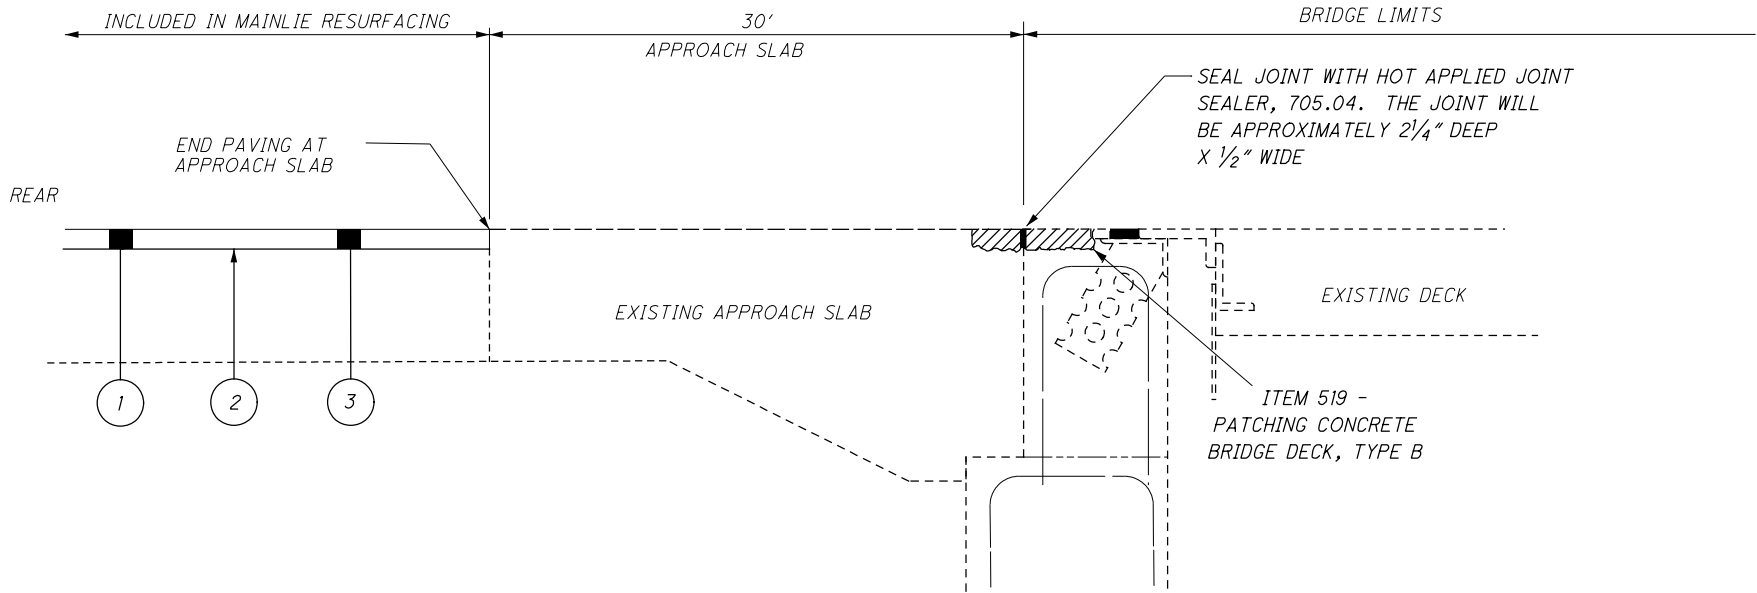 INCLUDED IN MAINLIE RESURFACING
30'
APPROACH SLAB
BRIDGE LIMITS
SEAL JOINT WITH HOT APPLIED JOINT
SEALER, 705.04. THE JOINT WILL
BE APPROXIMATELY 2 1/4" DEEP
X 1/2" WIDE
END PAVING AT
APPROACH SLAB
REAR
EXISTING APPROACH SLAB
EXISTING DECK
1
2
3
ITEM 519 -
PATCHING CONCRETE
BRIDGE DECK, TYPE B